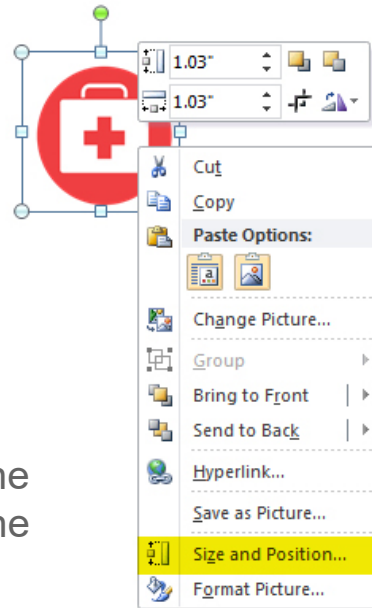 1.03"
1.03"
Cut
Copy
Paste Options:
a
Change Picture...
Group
Bring to Front
Send to Back
Hyperlink...
Save as Picture...
Size and Position...
Format Picture...